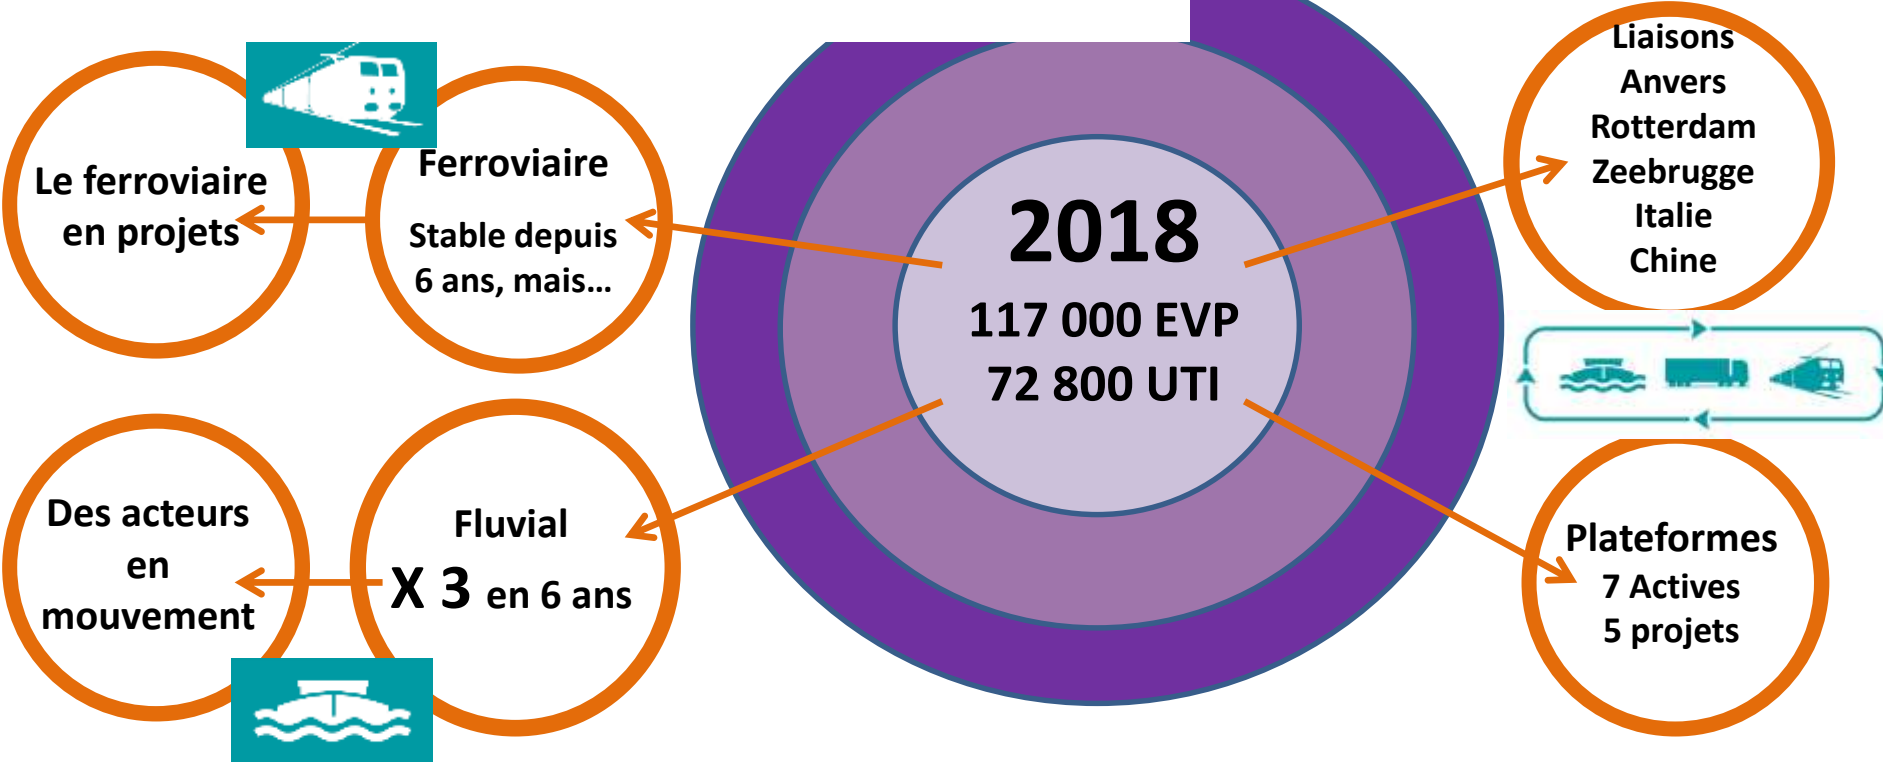 Le ferroviaire
en projets
Ferroviaire
Stable depuis
6 ans, mais…
2018
117 000 EVP
72 800 UTI
Liaisons
Anvers
Rotterdam
Zeebrugge
Italie
Chine
Des acteurs
en
mouvement
Fluvial
X 3 en 6 ans
Plateformes
7 Actives
5 projets